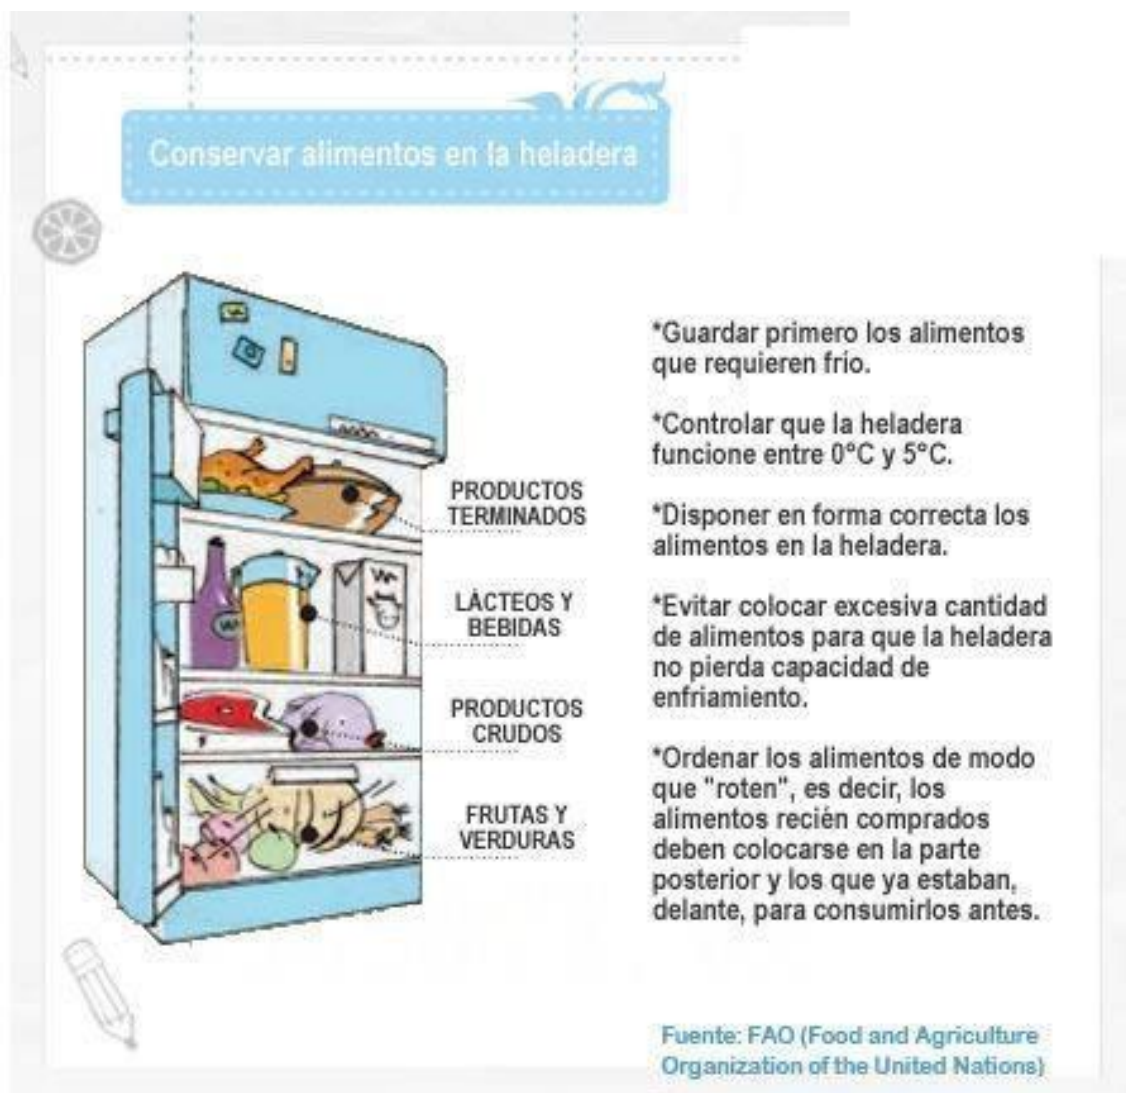 Conservar alimentos en la heladera
PRODUCTOS
TERMINADOS
LÁCTEOS Y
BEBIDAS
PRODUCTOS
CRUDOS
FRUTAS Y
VERDURAS
*Guardar primero los alimentos
que requieren frío.
*Controlar que la heladera
funcione entre 0°C y 5°C.
*Disponer en forma correcta los
alimentos en la heladera.
*Evitar colocar excesiva cantidad
de alimentos para que la heladera
no pierda capacidad de
enfriamiento.
*Ordenar los alimentos de modo
que "roten", es decir, los
alimentos recién comprados
deben colocarse en la parte
posterior y los que ya estaban,
delante, para consumirlos antes.
Fuente: FAO (Food and Agriculture
Organization of the United Nations)